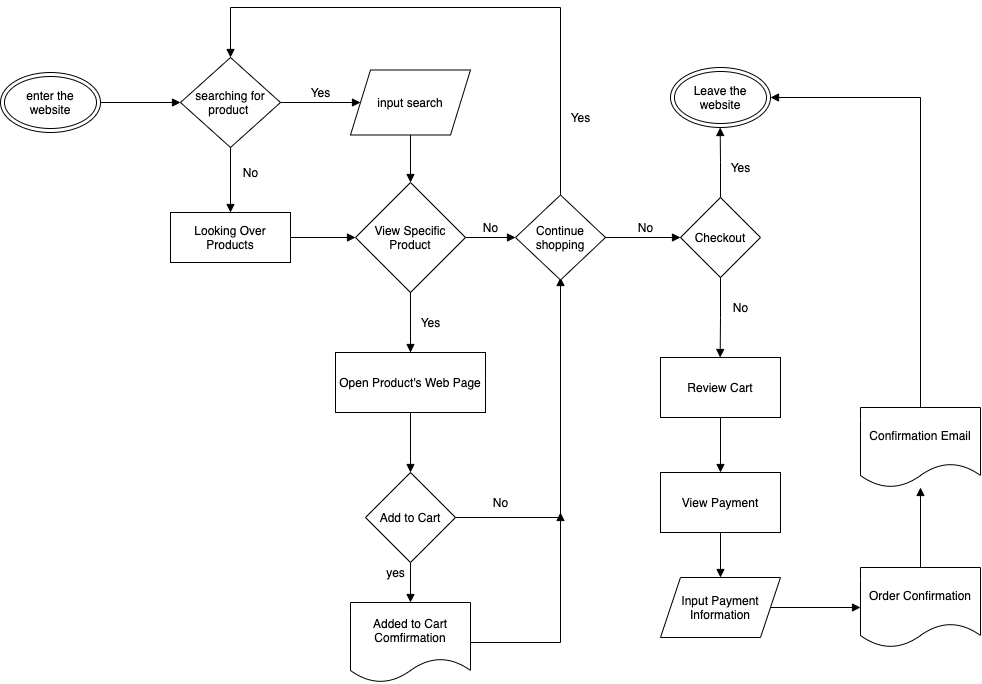 enter the
website
searching for
product
Yes
input search
Yes
Leave the
website
No
Yes
Looking Over
Products
View Specific
Product
No
Continue
shopping
No
Checkout
Yes
No
Open Product's Web Page
Review Cart
Confirmation Email
Add to Cart
No
View Payment
yes
Added to Cart
Comfirmation
Input Payment
Information
Order Confirmation